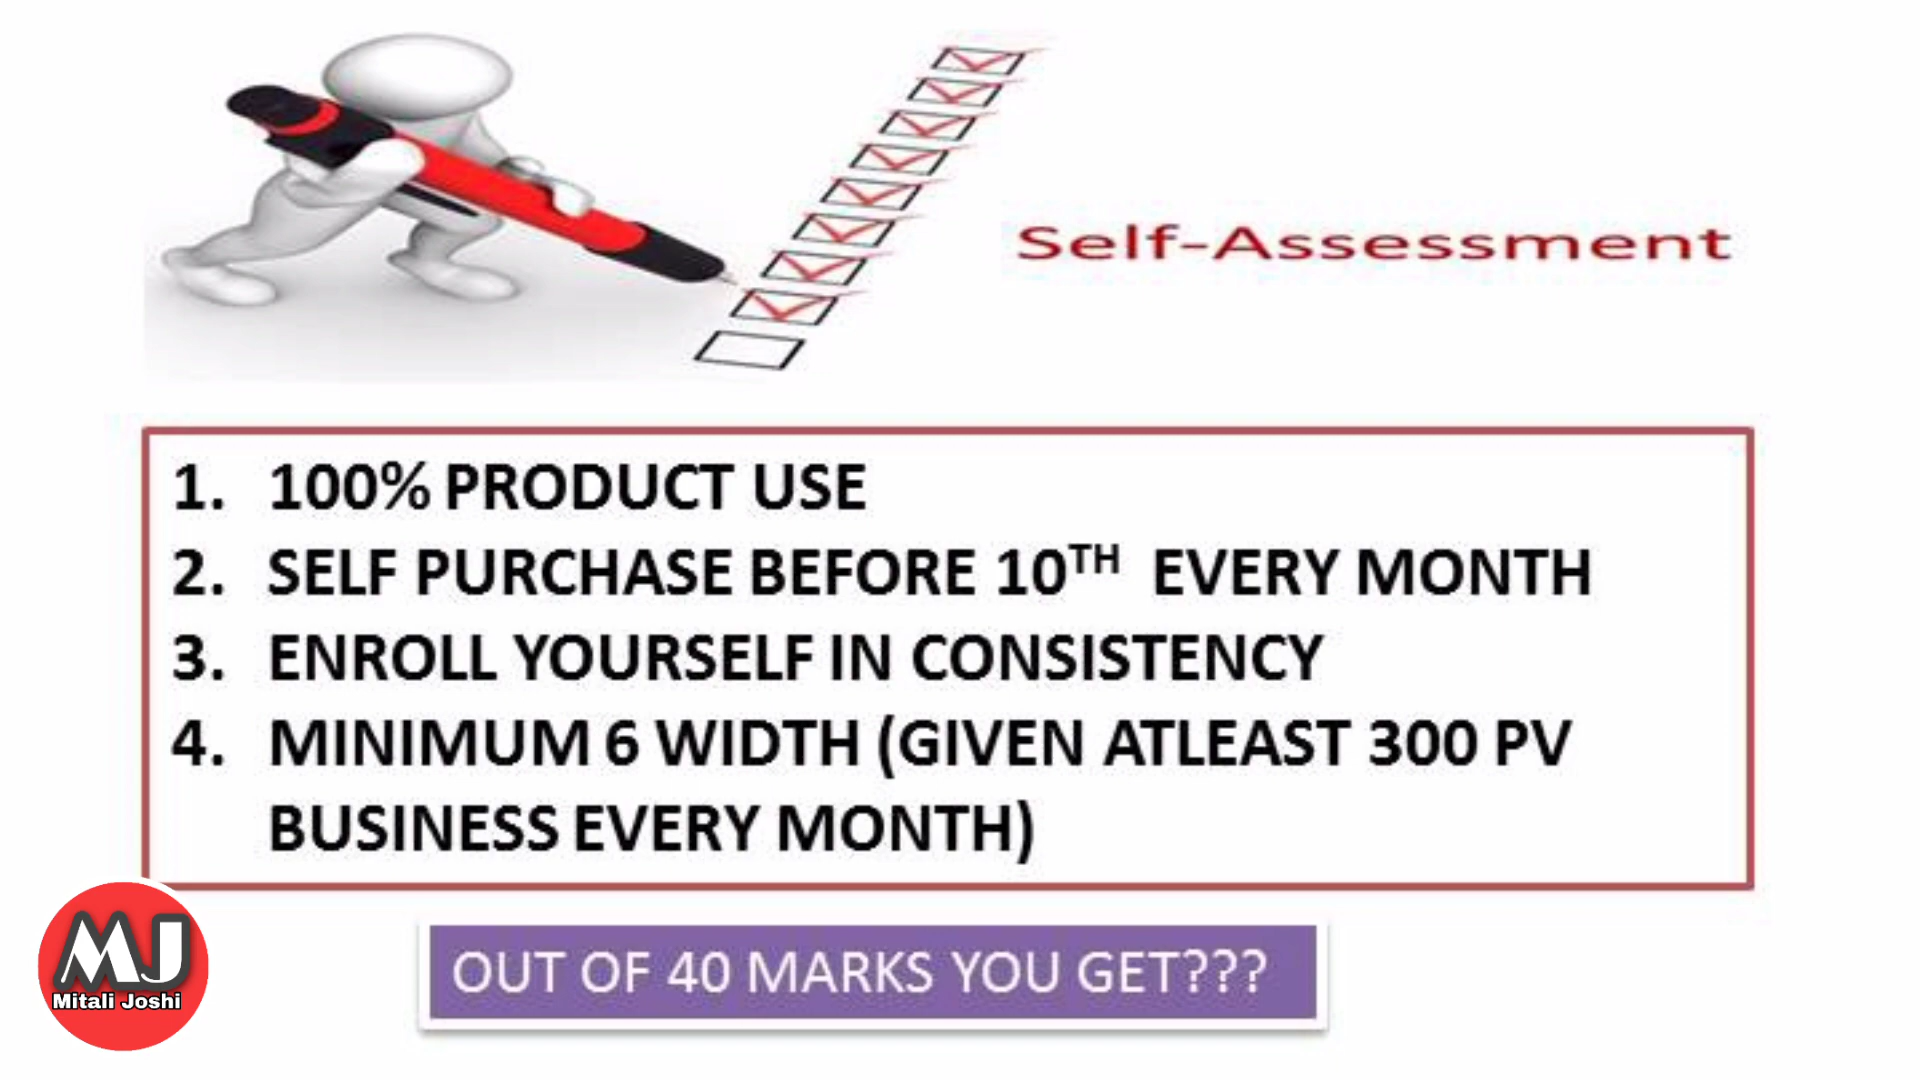 Self-Assessment
1. 100% PRODUCT USE
2. SELF PURCHASE BEFORE 10TH EVERY MONTH
3. ENROLL YOURSELF IN CONSISTENCY
4. MINIMUM 6 WIDTH (GIVEN ATLEAST 300 PV
BUSINESS EVERY MONTH)
MJ
Mitali Joshi
OUT OF 40 MARKS YOU GET???